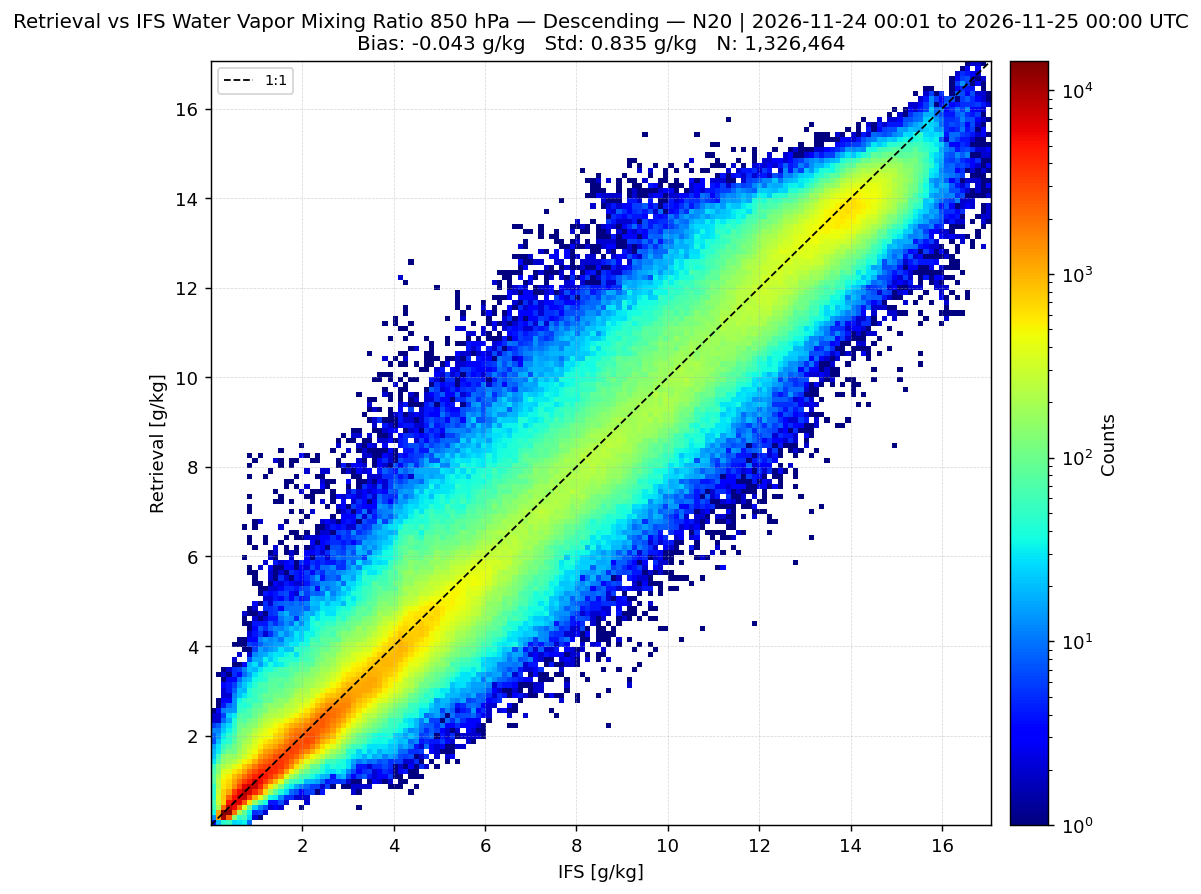 Retrieval vs IFS Water Vapor Mixing Ratio 850 hPa — Descending — N20 | 2026-11-24 00:01 to 2026-11-25 00:00 UTC
Bias: -0.043 g/kg   Std: 0.835 g/kg   N: 1,326,464
1:1
16
14
12
10
8
6
4
2
Retrieval [g/kg]
2 4 6 8 10 12 14 16
IFS [g/kg]
10⁴
10³
10²
10¹
10⁰
Counts